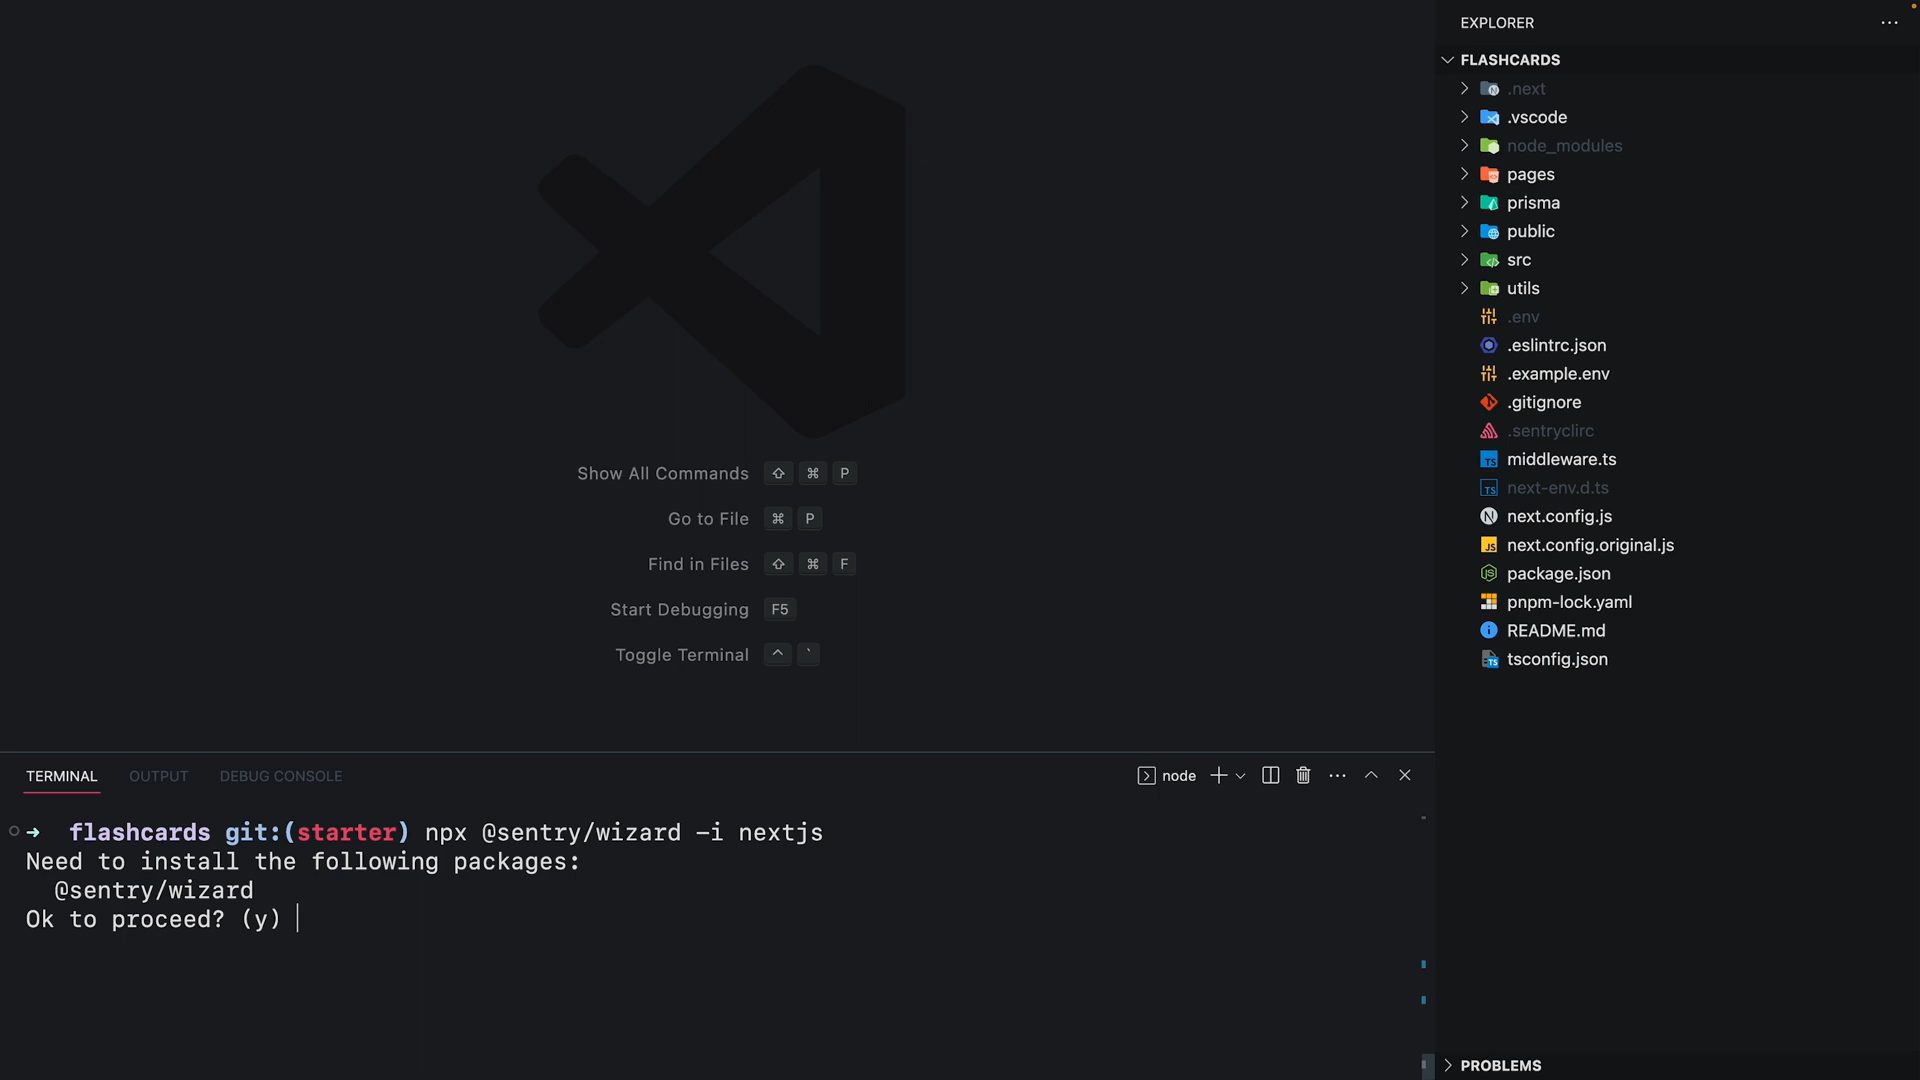 Show All Commands ⇧ ⌘ P
Go to File ⌘ P
Find in Files ⇧ ⌘ F
Start Debugging F5
Toggle Terminal ^ `
TERMINAL OUTPUT DEBUG CONSOLE
node
➜ flashcards git:(starter) npx @sentry/wizard -i nextjs
Need to install the following packages:
@sentry/wizard
Ok to proceed? (y)
EXPLORER
FLASHCARDS
.next
.vscode
node_modules
pages
prisma
public
src
utils
.env
.eslintrc.json
.example.env
.gitignore
.sentryclirc
middleware.ts
next-env.d.ts
next.config.js
next.config.original.js
package.json
pnpm-lock.yaml
README.md
tsconfig.json
PROBLEMS